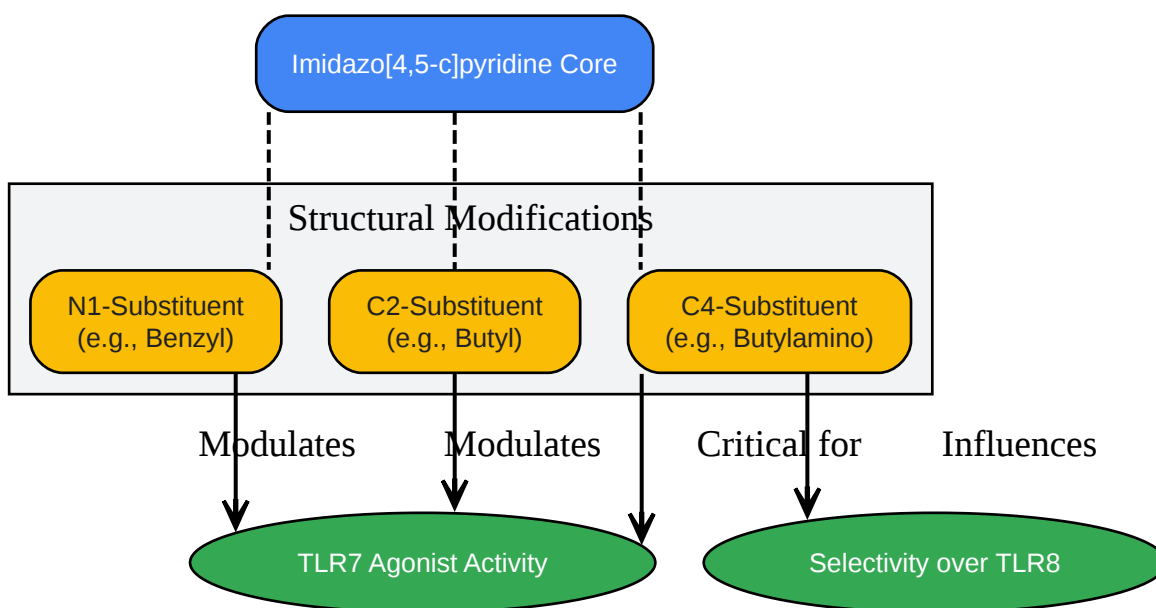 Imidazo[4,5-c]pyridine Core
Structural Modifications
N1-Substituent
(e.g., Benzyl)
C2-Substituent
(e.g., Butyl)
C4-Substituent
(e.g., Butylamino)
Modulates
Modulates
Critical for
Influences
TLR7 Agonist Activity
Selectivity over TLR8